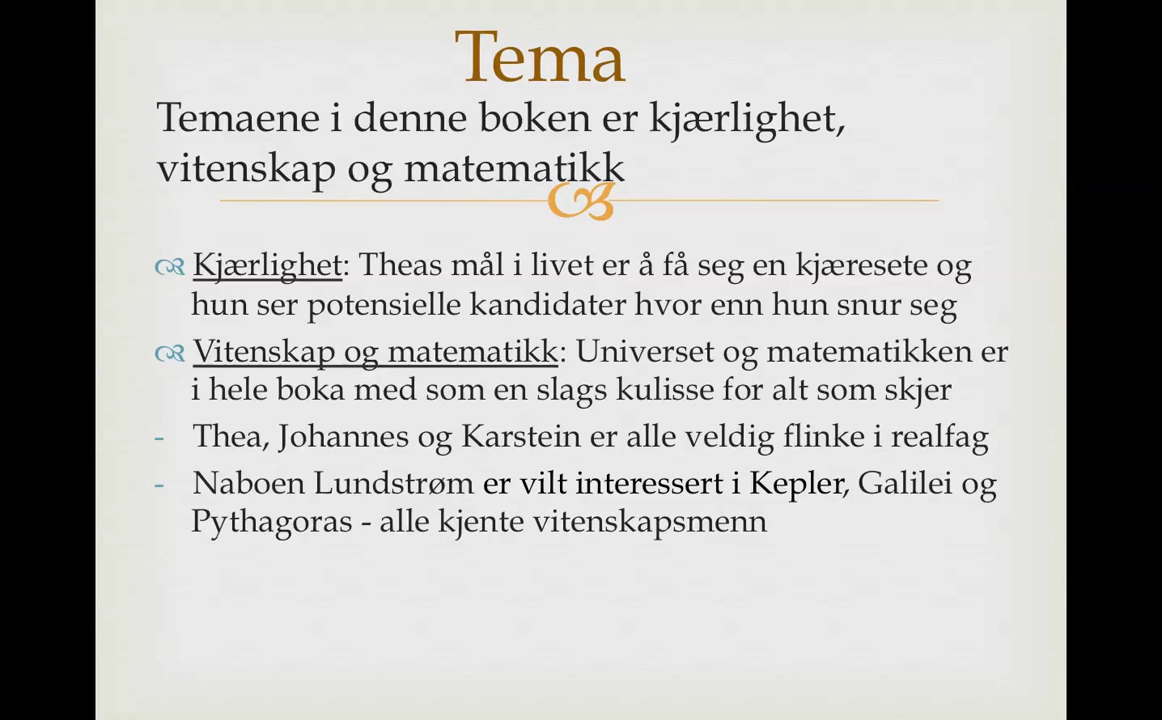 Tema
Temaene i denne boken er kjærlighet,
vitenskap og matematikk
Kjærlighet: Theas mål i livet er å få seg en kjæresete og
hun ser potensielle kandidater hvor enn hun snur seg
Vitenskap og matematikk: Universet og matematikken er
i hele boka med som en slags kulisse for alt som skjer
- Thea, Johannes og Karstein er alle veldig flinke i realfag
- Naboen Lundstrøm er vilt interessert i Kepler, Galilei og
Pythagoras - alle kjente vitenskapsmenn